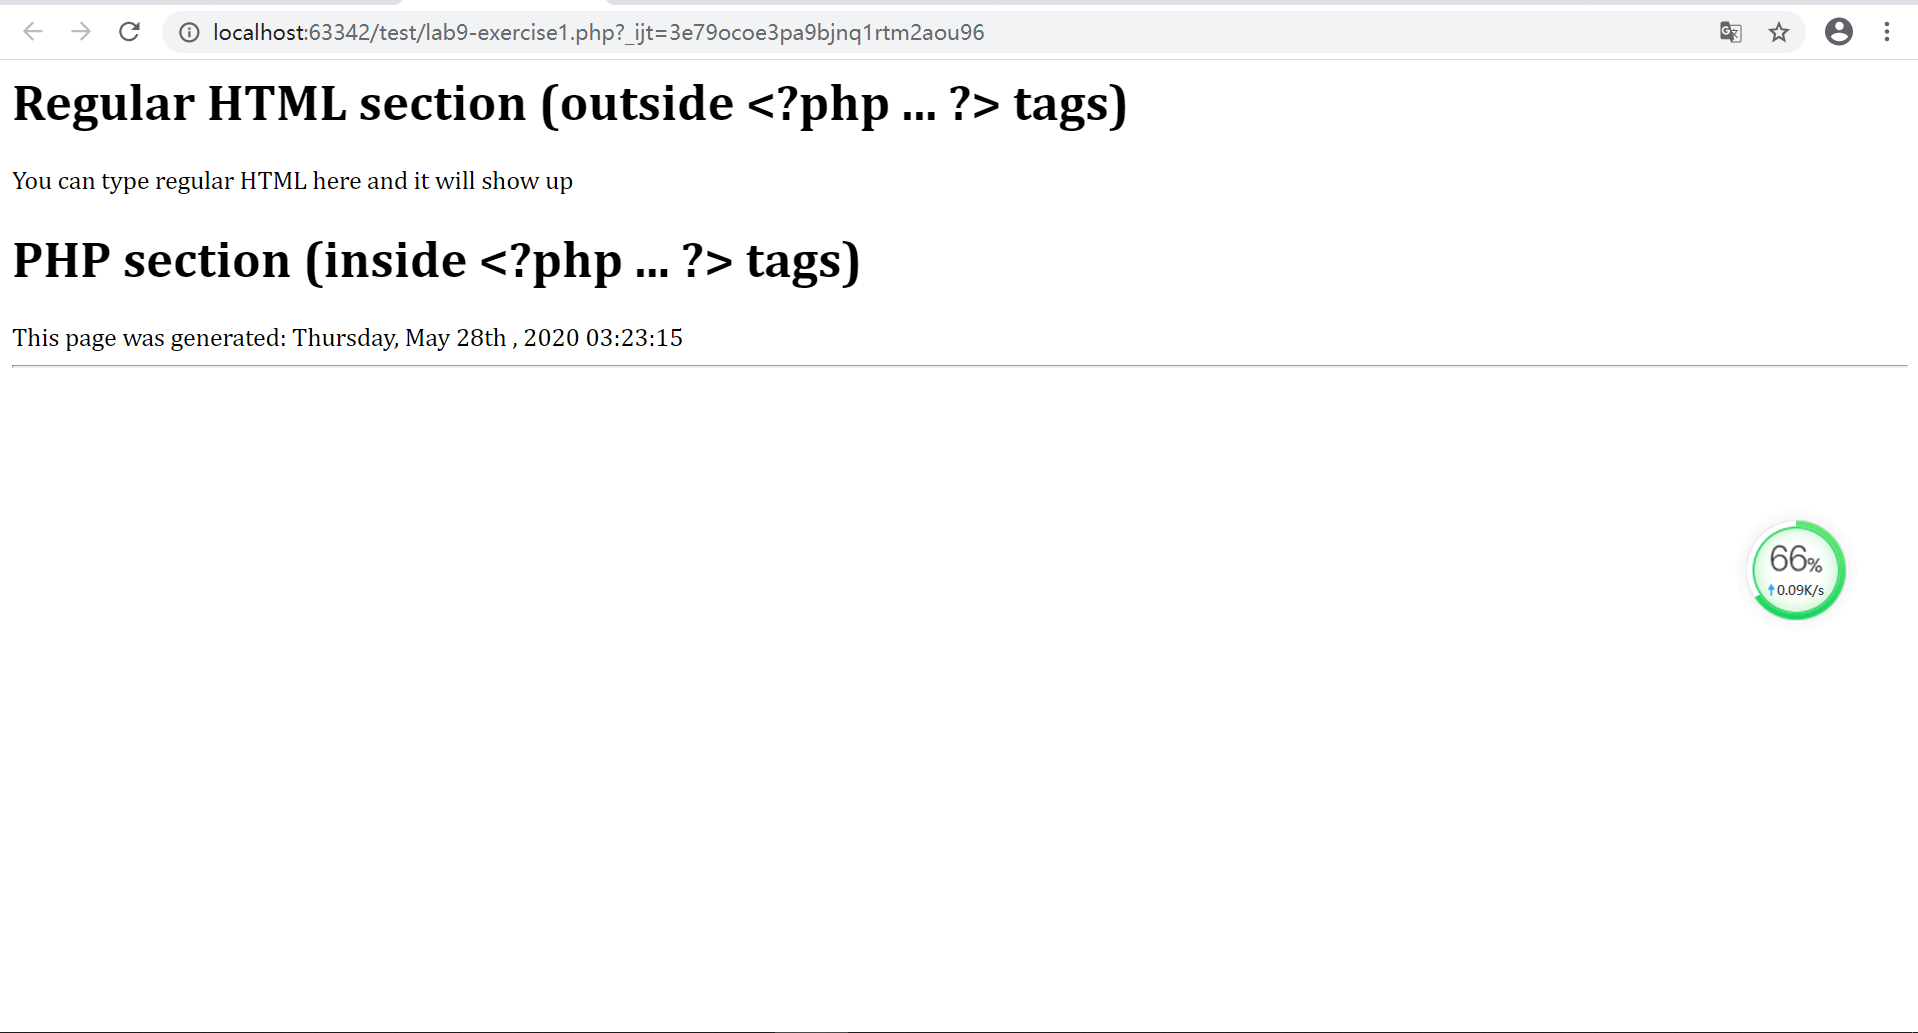 localhost:63342/test/lab9-exercise1.php?_ijt=3e79ocoe3pa9bjnq1rtm2aou96
Regular HTML section (outside <?php ... ?> tags)
You can type regular HTML here and it will show up
PHP section (inside <?php ... ?> tags)
This page was generated: Thursday, May 28th , 2020 03:23:15
66%
0.09K/s